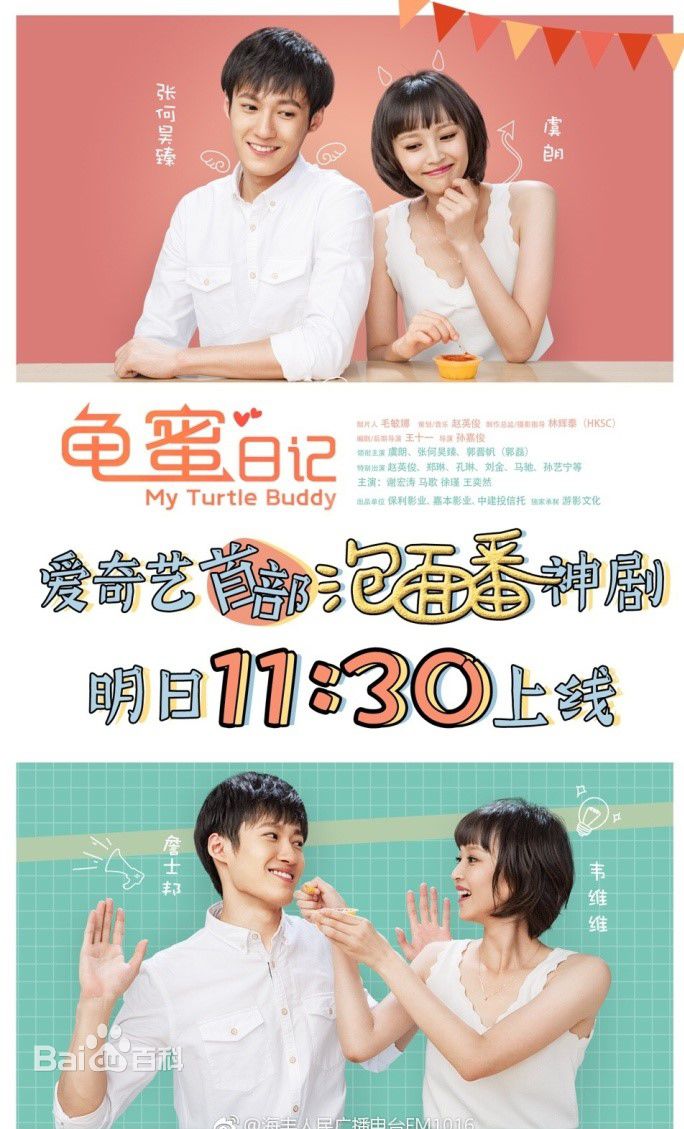 张何昊臻
虞朗
龟蜜日记
My Turtle Buddy
制片人 毛敏娜 策划/音乐 赵英俊 制作总监/摄影指导 林辉泰（HKSC）
编剧/后期导演 王十一 导演 孙嘉俊
领衔主演 虞朗、张何昊臻、郭晋帆（郭磊）
特别出演 赵英俊、郑琳、孔琳、刘金、马驰、孙艺宁等
主演：谢宏涛 马歌 徐瑾 王奕然
出品单位 保利影业、嘉本影业、中建投信托 独家承制 游影文化
爱奇艺首部泡面番神剧
明日11:30上线
詹士邦
韦维维
Bai百科
@海丰人民广播电台FM1016